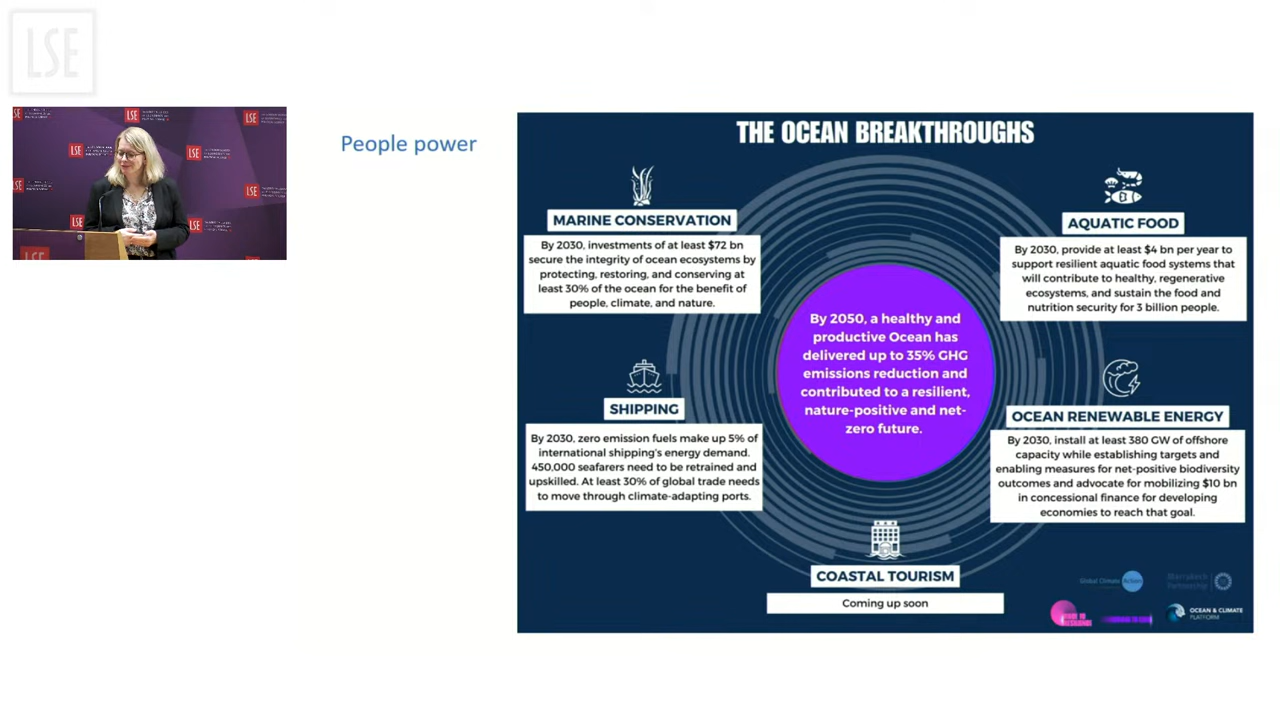 LSE
People power
THE OCEAN BREAKTHROUGHS
MARINE CONSERVATION
By 2030, investments of at least $72 bn
secure the integrity of ocean ecosystems by
protecting, restoring, and conserving at
least 30% of the ocean for the benefit of
people, climate, and nature.
AQUATIC FOOD
By 2030, provide at least $4 bn per year to
support resilient aquatic food systems that
will contribute to healthy, regenerative
ecosystems, and sustain the food and
nutrition security for 3 billion people.
By 2050, a healthy and
productive Ocean has
delivered up to 35% GHG
emissions reduction and
contributed to a resilient,
nature-positive and net-
zero future.
SHIPPING
By 2030, zero emission fuels make up 5% of
international shipping's energy demand.
450,000 seafarers need to be retrained and
upskilled. At least 30% of global trade needs
to move through climate-adapting ports.
OCEAN RENEWABLE ENERGY
By 2030, install at least 380 GW of offshore
capacity while establishing targets and
enabling measures for net-positive biodiversity
outcomes and advocate for mobilizing $10 bn
in concessional finance for developing
economies to reach that goal.
COASTAL TOURISM
Coming up soon
Global Climate Action
Marrakech
Partnership
OCEAN & CLIMATE
PLATFORM
LSE
LSE
LSE
LSE
LSE
LSE
LSE
LSE